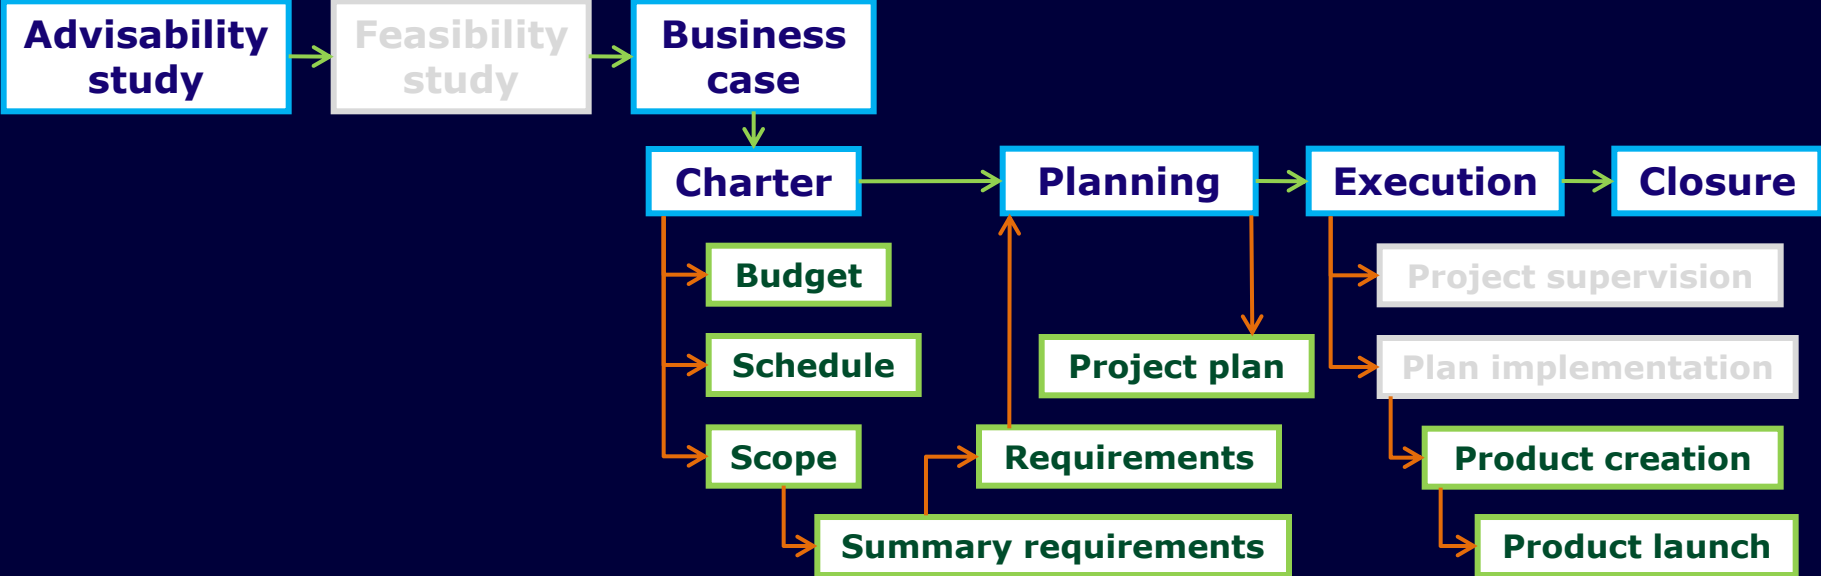 Advisability
study
Feasibility
study
Business
case
Charter
Planning
Execution
Closure
Budget
Project supervision
Schedule
Project plan
Plan implementation
Scope
Requirements
Product creation
Summary requirements
Product launch